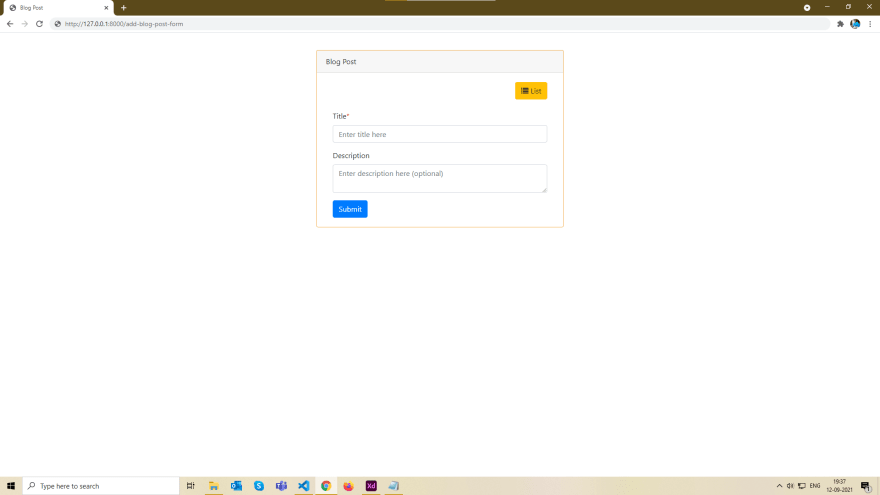 Blog Post
http://127.0.0.1:8000/add-blog-post-form
Blog Post
List
Title*
Enter title here
Description
Enter description here (optional)
Submit
Type here to search
Xd
ENG
19:37
12-09-2021